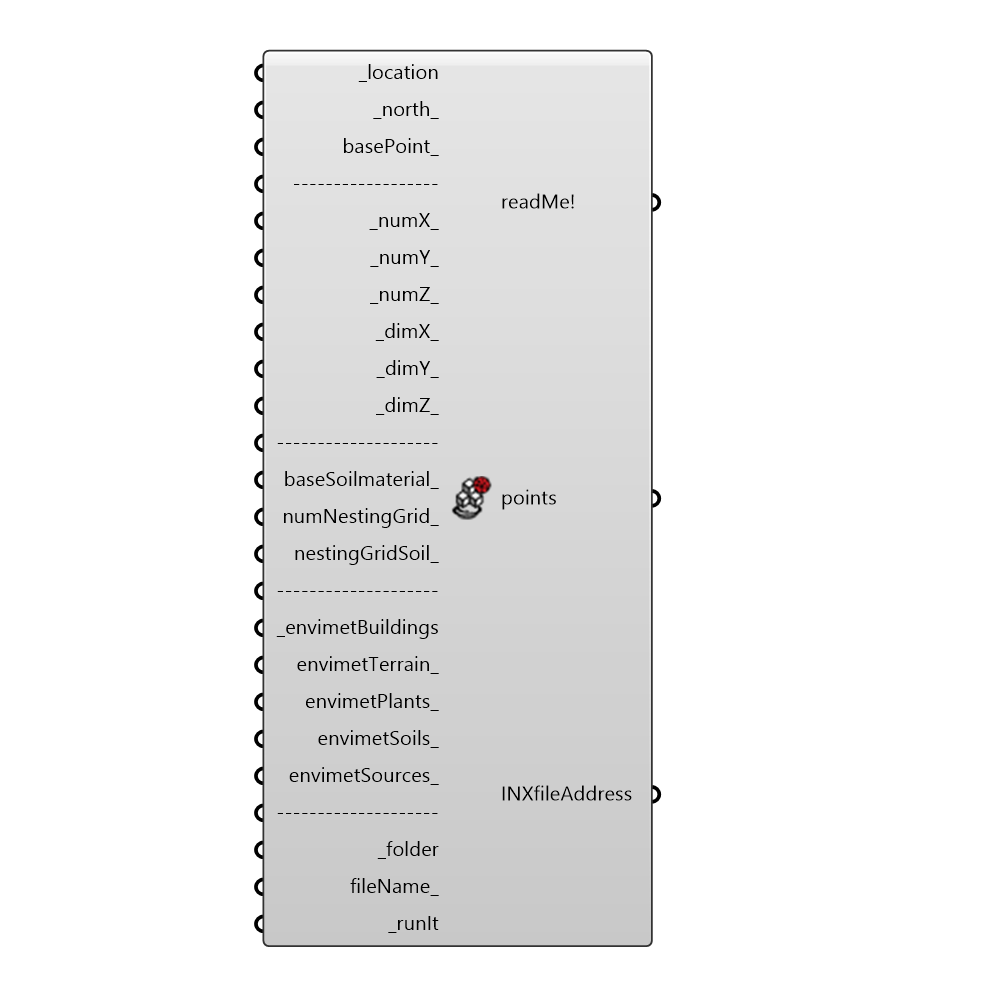 _location
_north_
basePoint_
------------------
_numX_
_numY_
_numZ_
_dimX_
_dimY_
_dimZ_
--------------------
baseSoilmaterial_
numNestingGrid_
nestingGridSoil_
--------------------
_envimetBuildings
envimetTerrain_
envimetPlants_
envimetSoils_
envimetSources_
--------------------
_folder
fileName_
_runIt
readMe!
points
INXfileAddress